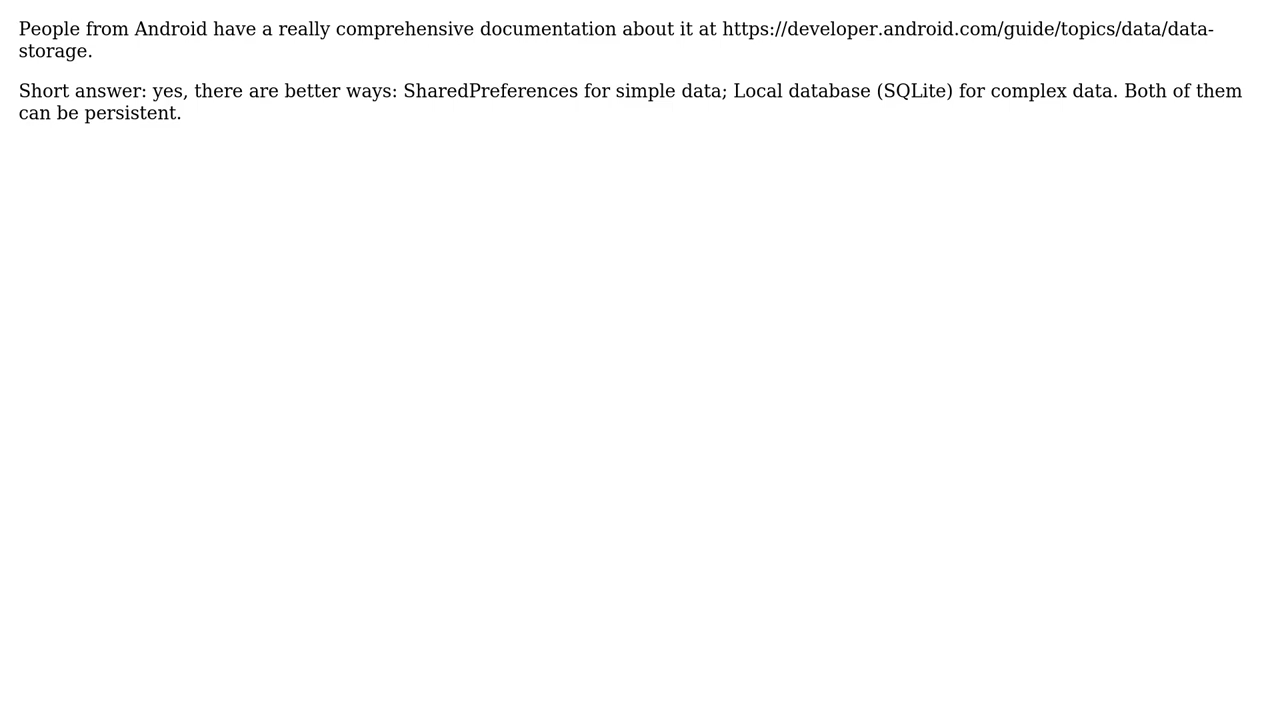 People from Android have a really comprehensive documentation about it at https://developer.android.com/guide/topics/data/data-
storage.
Short answer: yes, there are better ways: SharedPreferences for simple data; Local database (SQLite) for complex data. Both of them
can be persistent.